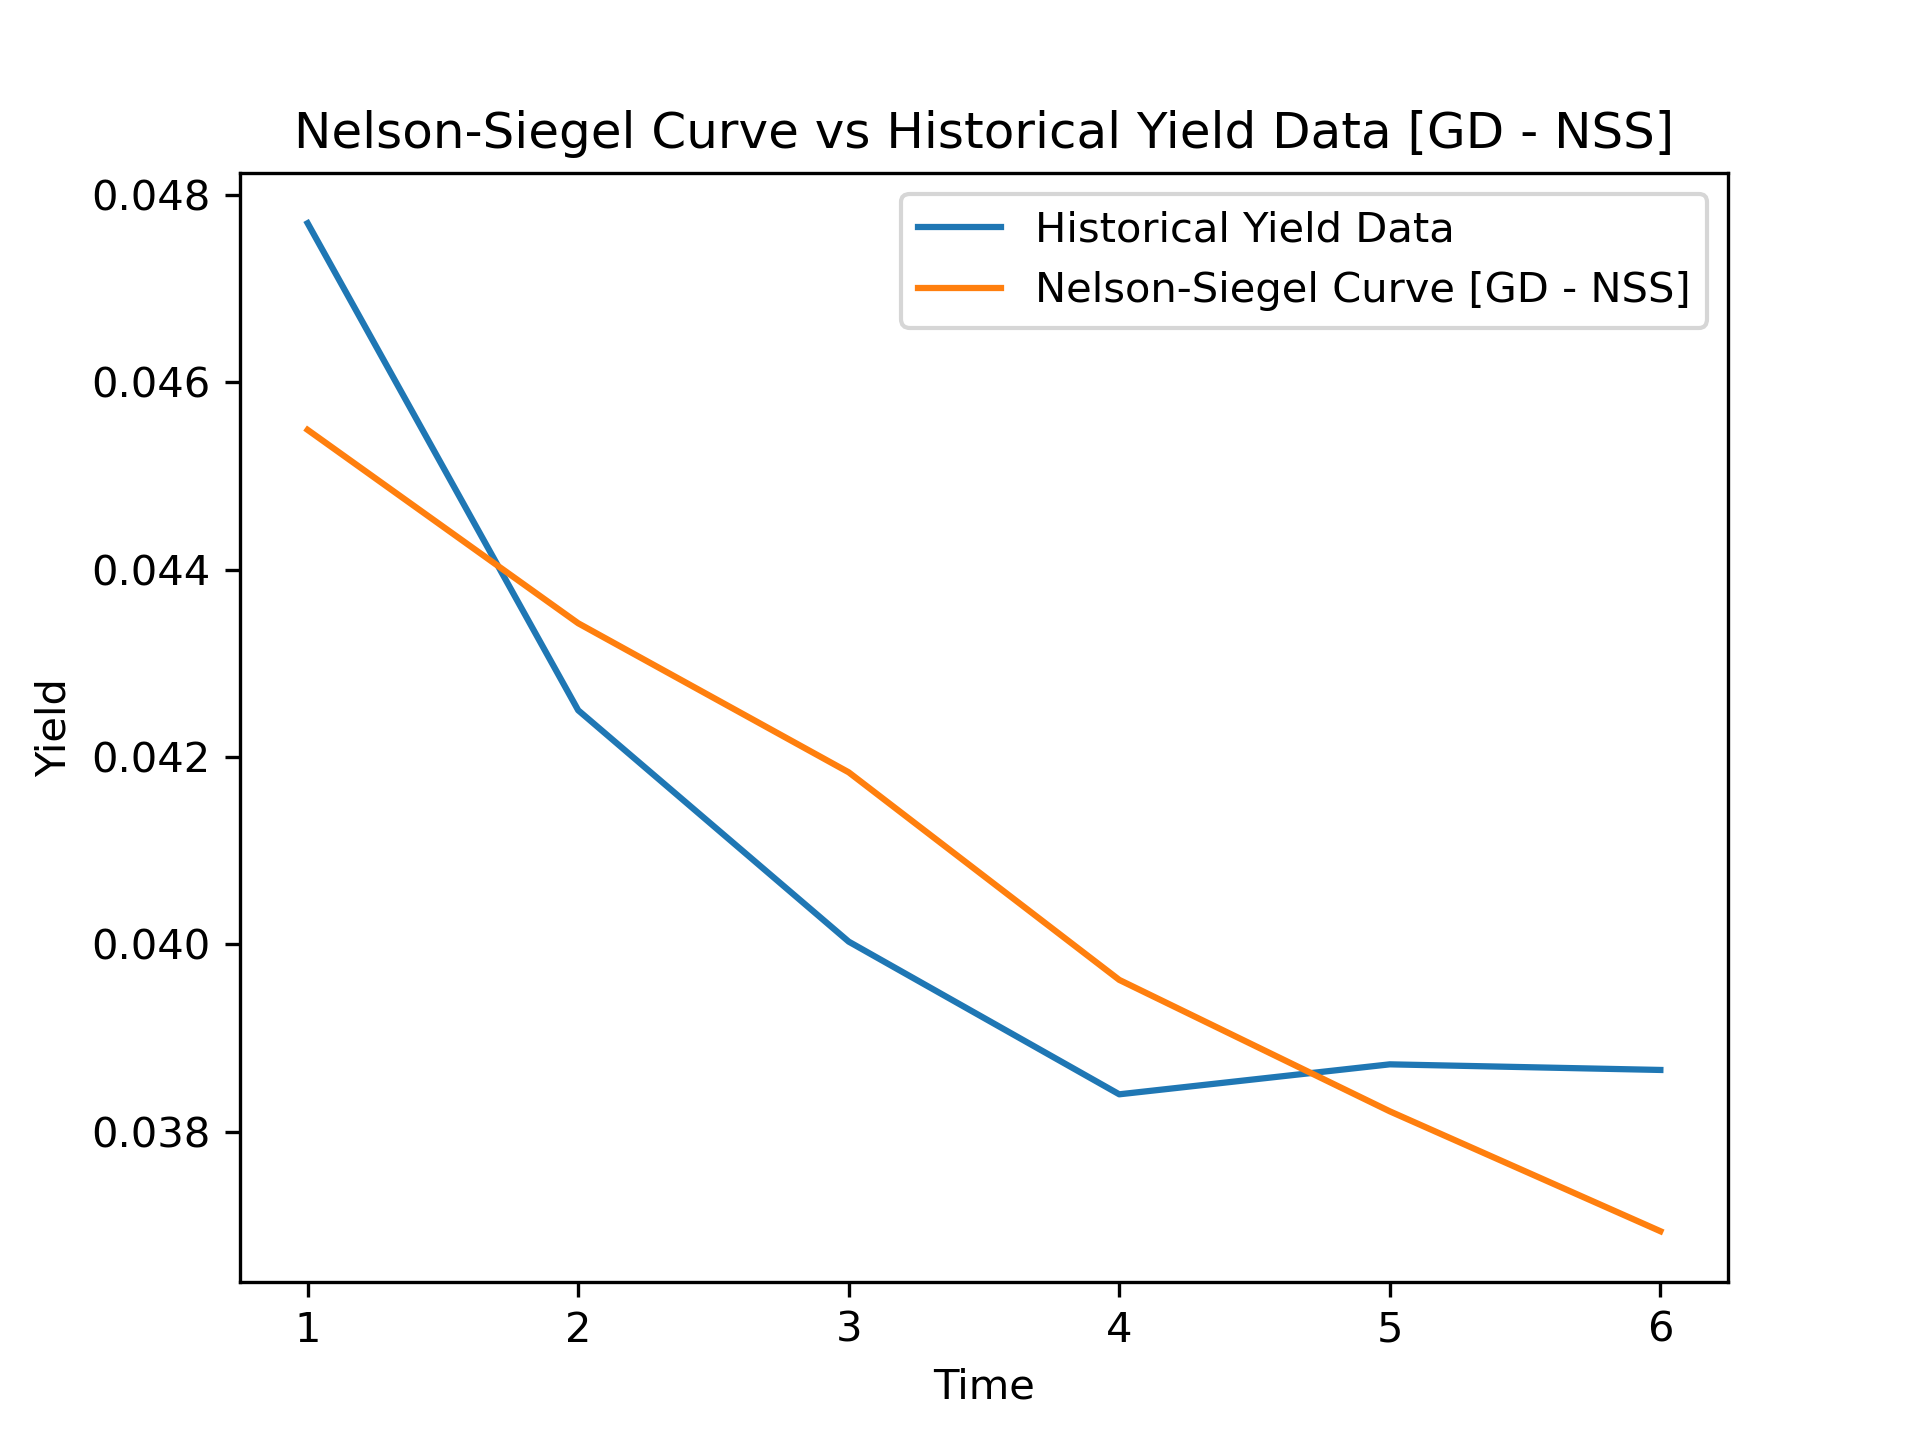 Nelson-Siegel Curve vs Historical Yield Data [GD - NSS]
Historical Yield Data
Nelson-Siegel Curve [GD - NSS]
Yield
0.048
0.046
0.044
0.042
0.040
0.038
1 2 3 4 5 6
Time